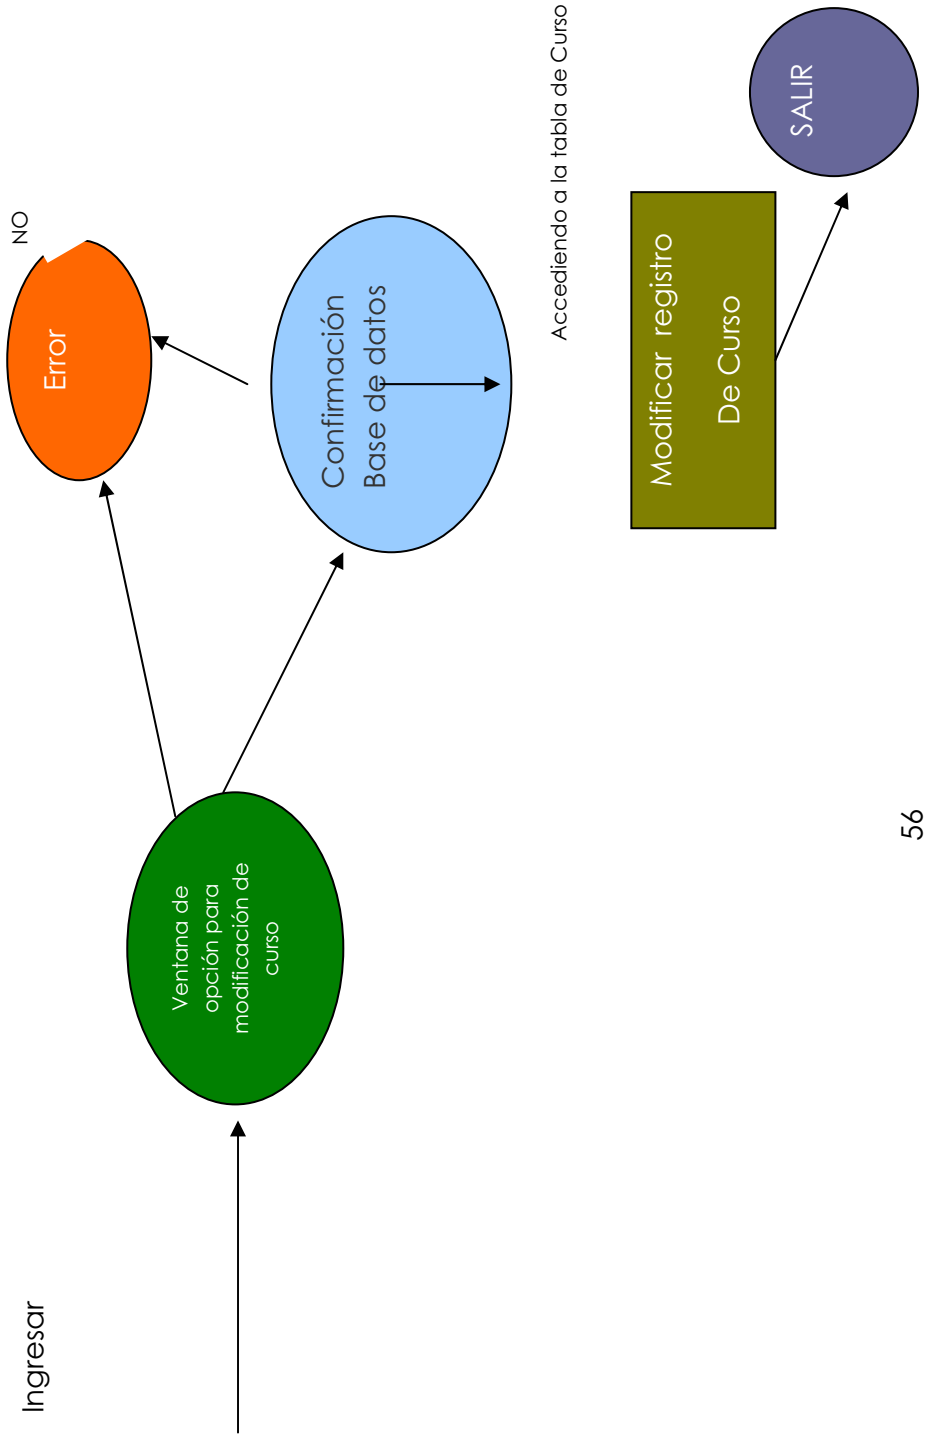 Ingresar
Ventana de
opción para
modificación de
curso
NO
Error
Confirmación
Base de datos
Accediendo a la tabla de Curso
Modificar registro
De Curso
SALIR
56